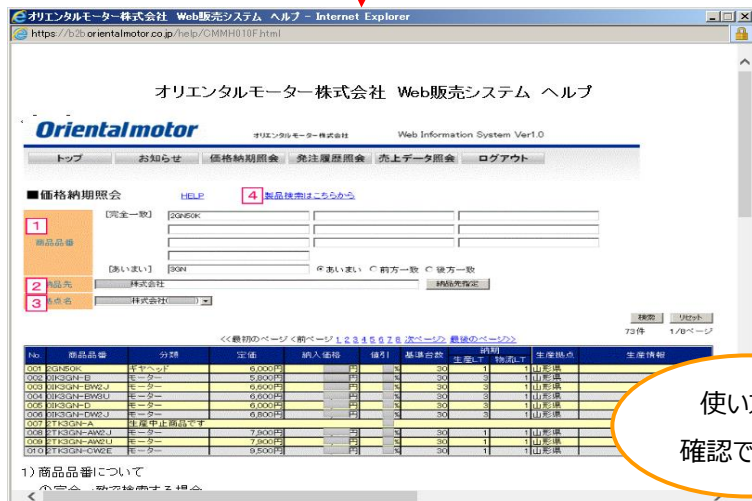 オリエンタルモーター株式会社 Web販売システム ヘルプ - Internet Explorer
https://b2b.orientalmotor.co.jp/help/CMMH010F.html
オリエンタルモーター株式会社 Web販売システム ヘルプ
Orientalmotor オリエンタルモーター株式会社 Web Information System Ver1.0
トップ お知らせ 価格納期照会 発注履歴照会 売上データ照会 ログアウト
■価格納期照会 HELP 4 製品検索はこちらから
[完全一致] 2GN50K
1
商品品番
[あいまい] 3GN あいまい 前方一致 後方一致
2 納品先 株式会社 納品先指定
3 拠点名 株式会社( )
検索 リセット
73件 1/8ページ
<<最初のページ <前ページ 1 2 3 4 5 6 7 8 次ページ> 最後のページ>>
No. 商品品番 分類 定価 納入価格 値引 基準台数 納期 生産拠点 生産情報
生産LT 物流LT
001 2GN50K ギヤヘッド 6,000円 円 % 30 1 1 山形県
002 0IK3GN-B モーター 5,800円 円 % 30 3 1 山形県
003 0IK3GN-BW2J モーター 6,600円 円 % 30 3 1 山形県
004 0IK3GN-BW3U モーター 6,600円 円 % 30 3 1 山形県
005 0IK3GN-D モーター 6,000円 円 % 30 3 1 山形県
006 0IK3GN-DW2J モーター 6,800円 円 % 30 3 1 山形県
007 2TK3GN-A 生産中止商品です
008 2TK3GN-AW2J モーター 7,900円 円 % 30 1 1 山形県
009 2TK3GN-AW2U モーター 7,900円 円 % 30 1 1 山形県
010 2TK3GN-CW2E モーター 9,500円 円 % 30 1 1 山形県
使い
確認で
1)商品品番について
①完全一致で検索する場合